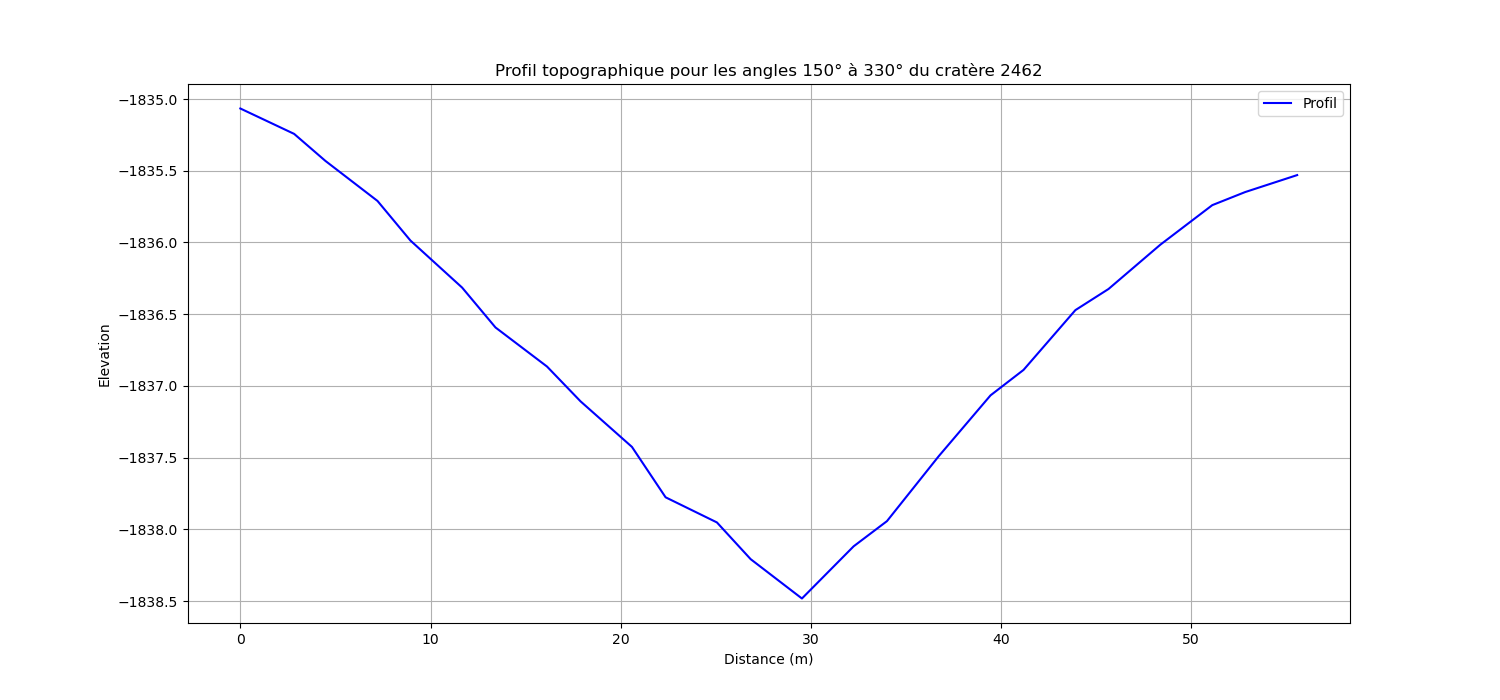 Profil topographique pour les angles 150° à 330° du cratère 2462
Profil
−1835.0
−1835.5
−1836.0
−1836.5
−1837.0
−1837.5
−1838.0
−1838.5
Elevation
0 10 20 30 40 50
Distance (m)